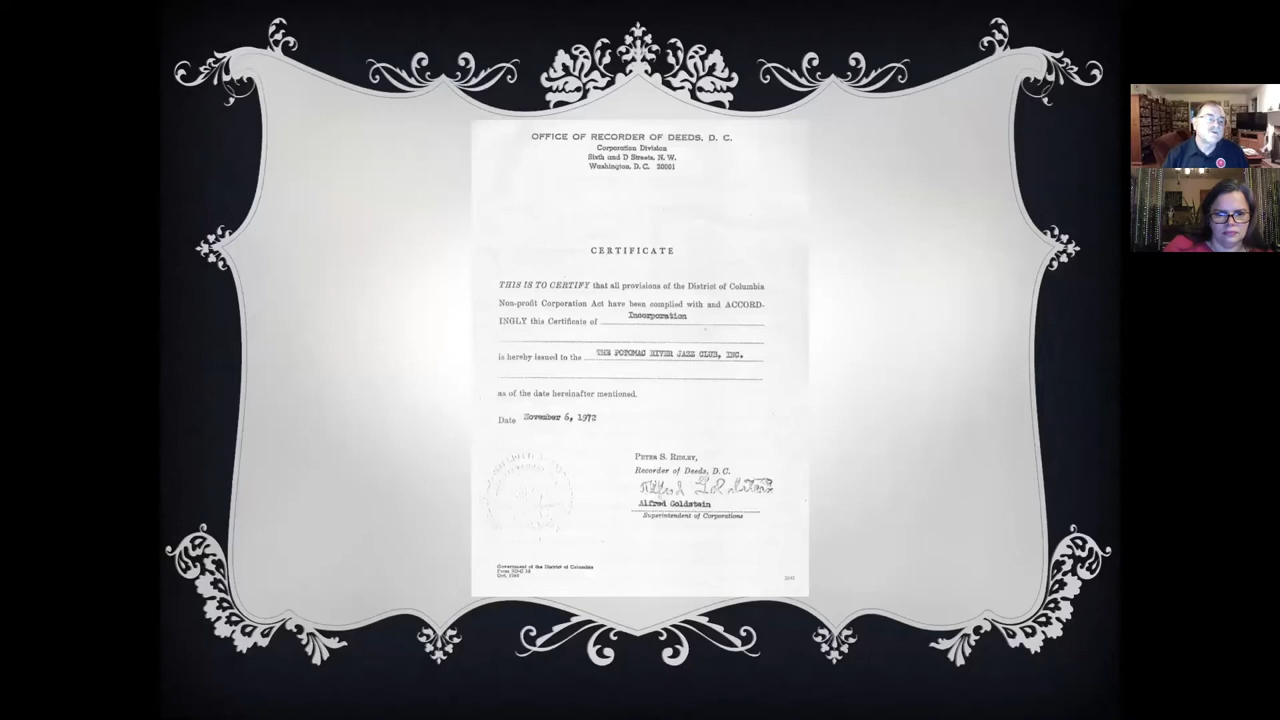 OFFICE OF RECORDER OF DEEDS, D. C.
Corporation Division
Sixth and D Streets, N. W.
Washington, D. C. 20001
CERTIFICATE
THIS IS TO CERTIFY that all provisions of the District of Columbia
Non-profit Corporation Act have been complied with and ACCORD-
INGLY this Certificate of Incorporation
is hereby issued to the THE POTOMAC RIVER JAZZ CLUB, INC.
as of the date hereinafter mentioned.
Date November 6, 1972
PETER S. RIDLEY,
Recorder of Deeds, D. C.
Alfred Goldstein
Alfred Goldstein
Superintendent of Corporations
Government of the District of Columbia